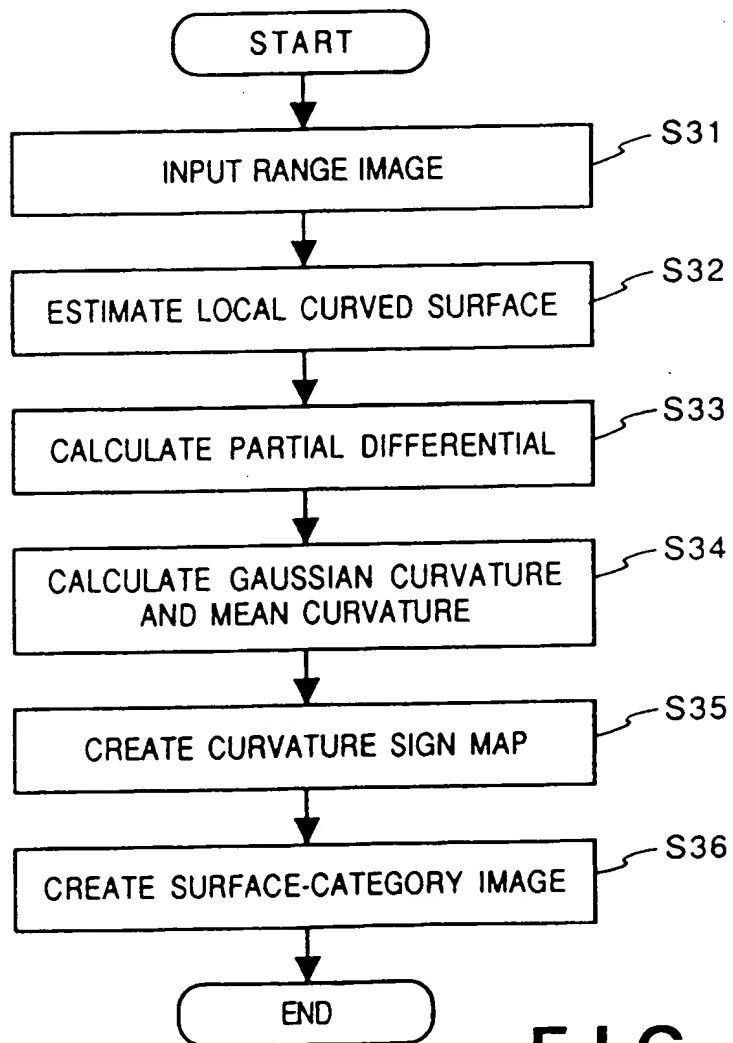 START
INPUT RANGE IMAGE
S31
ESTIMATE LOCAL CURVED SURFACE
S32
CALCULATE PARTIAL DIFFERENTIAL
S33
CALCULATE GAUSSIAN CURVATURE
AND MEAN CURVATURE
S34
CREATE CURVATURE SIGN MAP
S35
CREATE SURFACE-CATEGORY IMAGE
S36
END
FIG